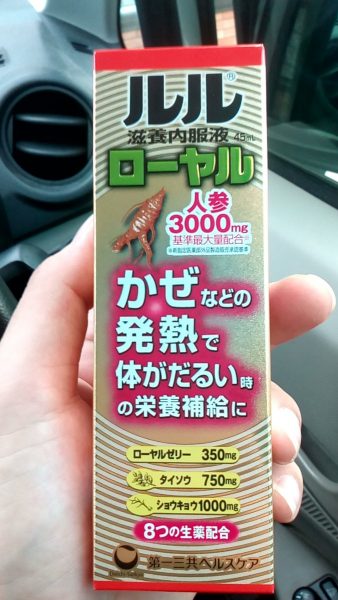 ルル®
滋養内服液 45mL
ローヤル
人参
3000mg
基準最大量配合※
かぜなどの
発熱で
体がだるい時
の栄養補給に
ローヤルゼリー 350mg
タイソウ 750mg
ショウキョウ 1000mg
8つの生薬配合
Daiichi-Sankyo
第一三共ヘルスケア